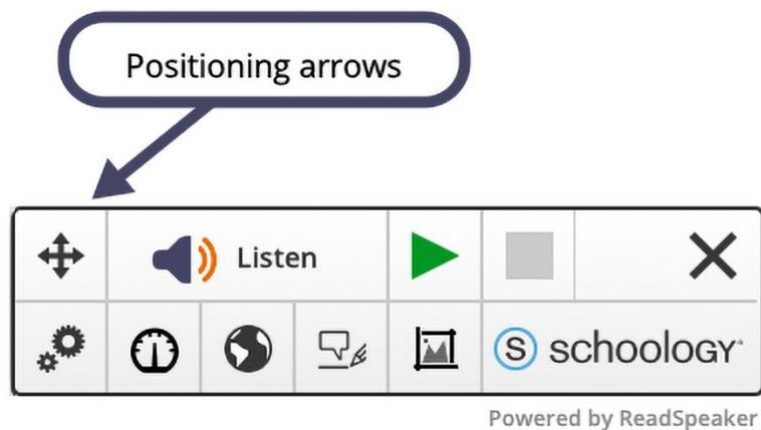 Positioning arrows
Listen
S schoology
Powered by ReadSpeaker